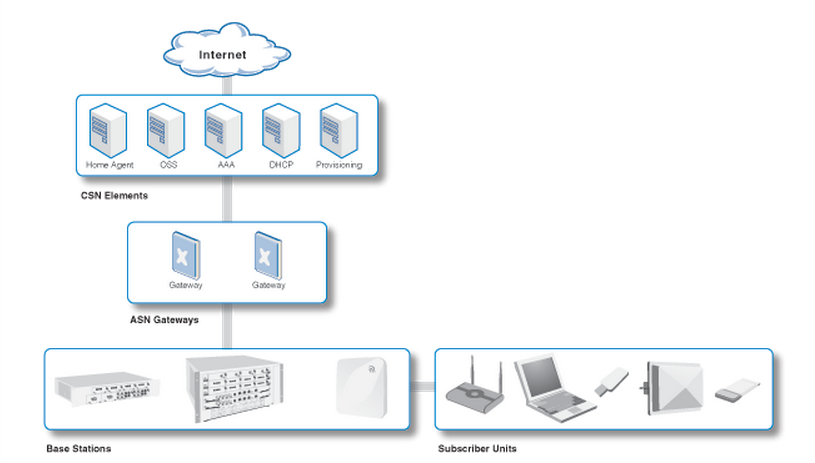 Internet
Home Agent OSS AAA DHCP Provisioning
CSN Elements
Gateway Gateway
ASN Gateways
Base Stations Subscriber Units